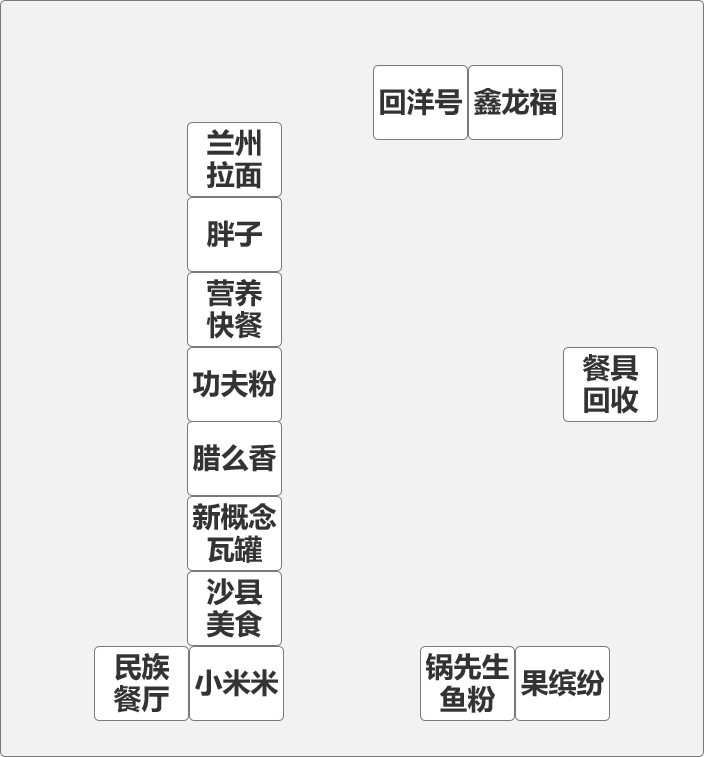 回洋号
鑫龙福
兰州
拉面
胖子
营养
快餐
功夫粉
餐具
回收
腊么香
新概念
瓦罐
沙县
美食
民族
餐厅
小米米
锅先生
鱼粉
果缤纷